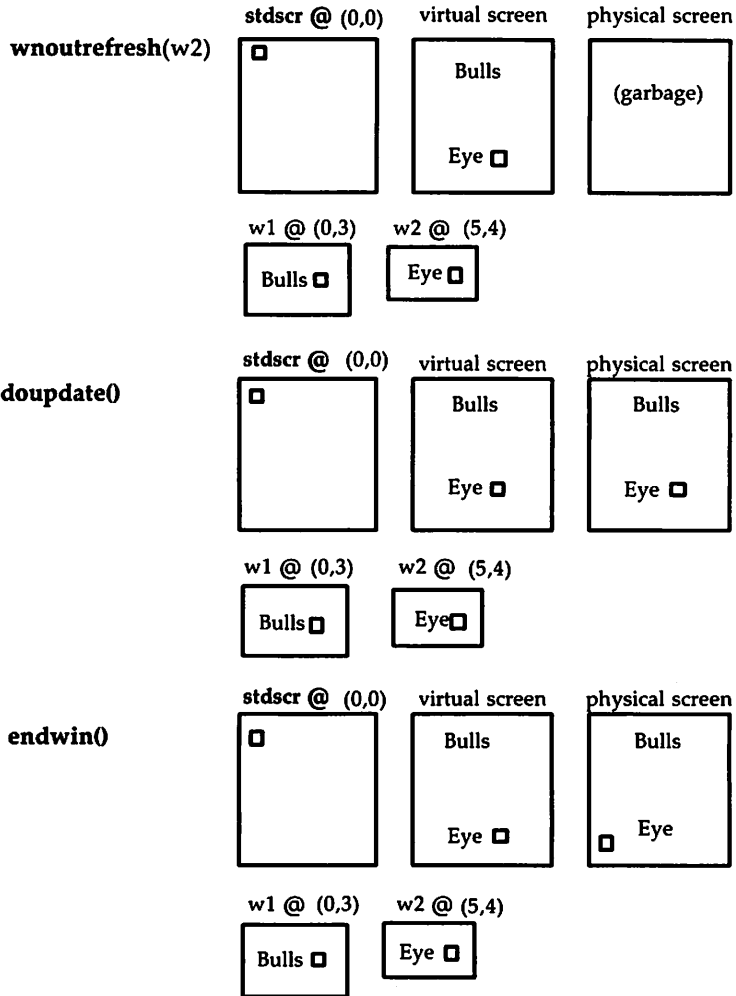 stdscr @ (0,0) virtual screen physical screen
wnoutrefresh(w2)
Bulls
(garbage)
Eye
w1 @ (0,3) w2 @ (5,4)
Bulls Eye
stdscr @ (0,0) virtual screen physical screen
doupdate()
Bulls Bulls
Eye Eye
w1 @ (0,3) w2 @ (5,4)
Bulls Eye
stdscr @ (0,0) virtual screen physical screen
endwin()
Bulls Bulls
Eye Eye
w1 @ (0,3) w2 @ (5,4)
Bulls Eye